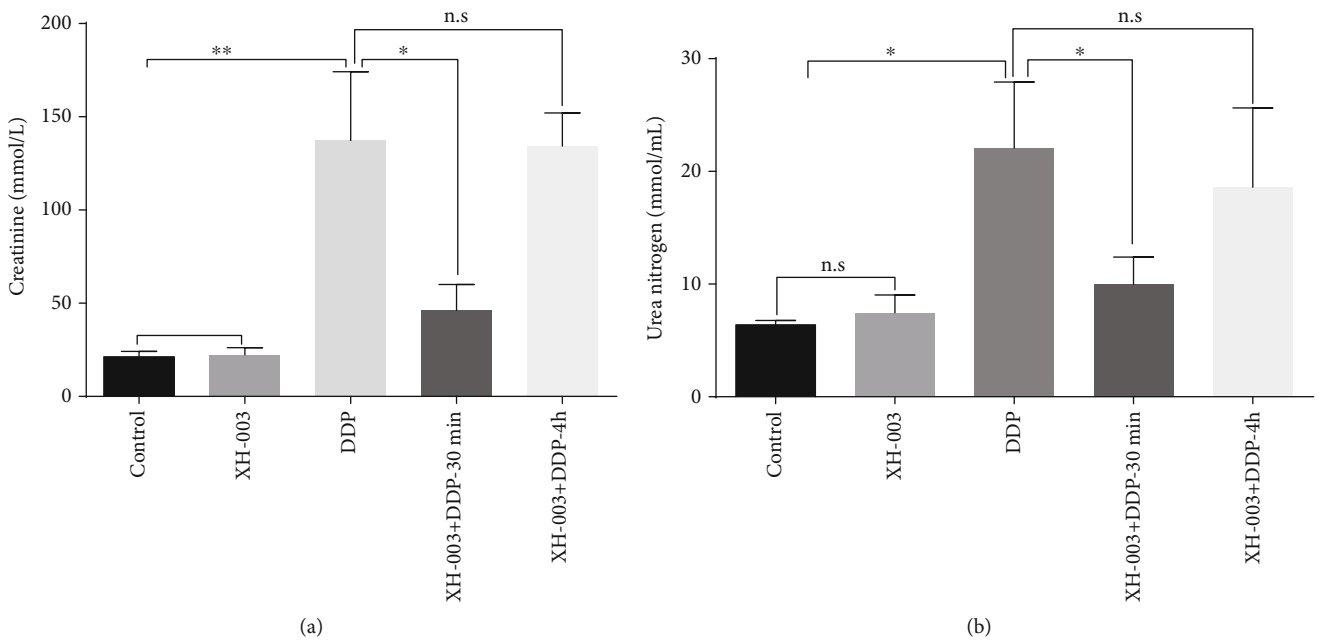 Creatinine (mmol/L)
200
150
100
50
0
**
*
n.s
Control
XH-003
DDP
XH-003+DDP-30 min
XH-003+DDP-4h
(a)
Urea nitrogen (mmol/mL)
30
20
10
0
n.s
*
*
n.s
Control
XH-003
DDP
XH-003+DDP-30 min
XH-003+DDP-4h
(b)